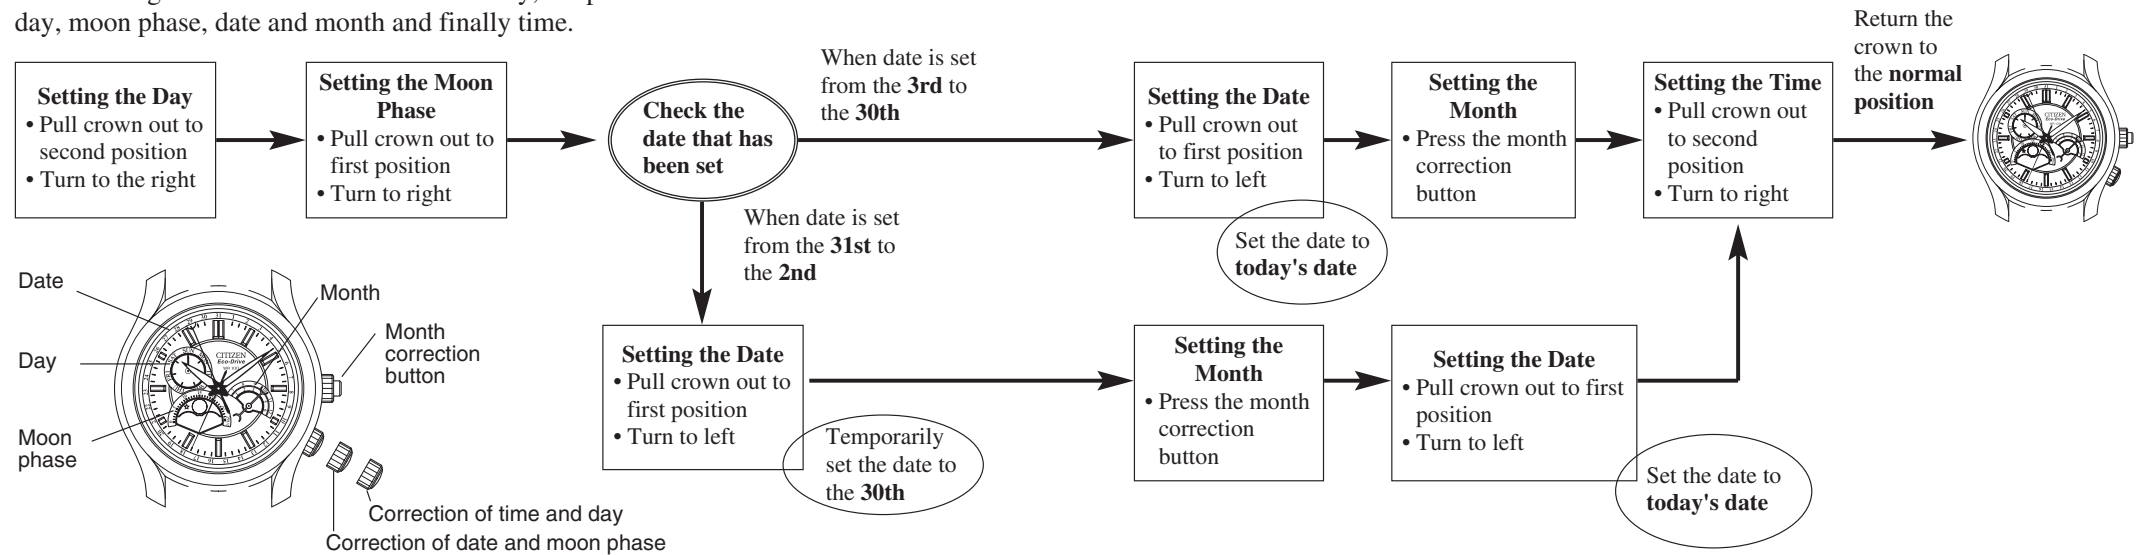 day, moon phase, date and month and finally time.
Setting the Day
• Pull crown out to
second position
• Turn to the right
Setting the Moon
Phase
• Pull crown out to
first position
• Turn to right
Check the
date that has
been set
When date is set
from the 3rd to
the 30th
Setting the Date
• Pull crown out
to first position
• Turn to left
Set the date to
today's date
Setting the
Month
• Press the month
correction
button
Setting the Time
• Pull crown out
to second
position
• Turn to right
Return the
crown to
the normal
position
CITIZEN
Eco-Drive
When date is set
from the 31st to
the 2nd
Setting the Date
• Pull crown out to
first position
• Turn to left
Temporarily
set the date to
the 30th
Setting the
Month
• Press the month
correction
button
Setting the Date
• Pull crown out to first
position
• Turn to left
Set the date to
today's date
Date
Day
Moon
phase
Month
Month
correction
button
CITIZEN
Eco-Drive
Correction of time and day
Correction of date and moon phase